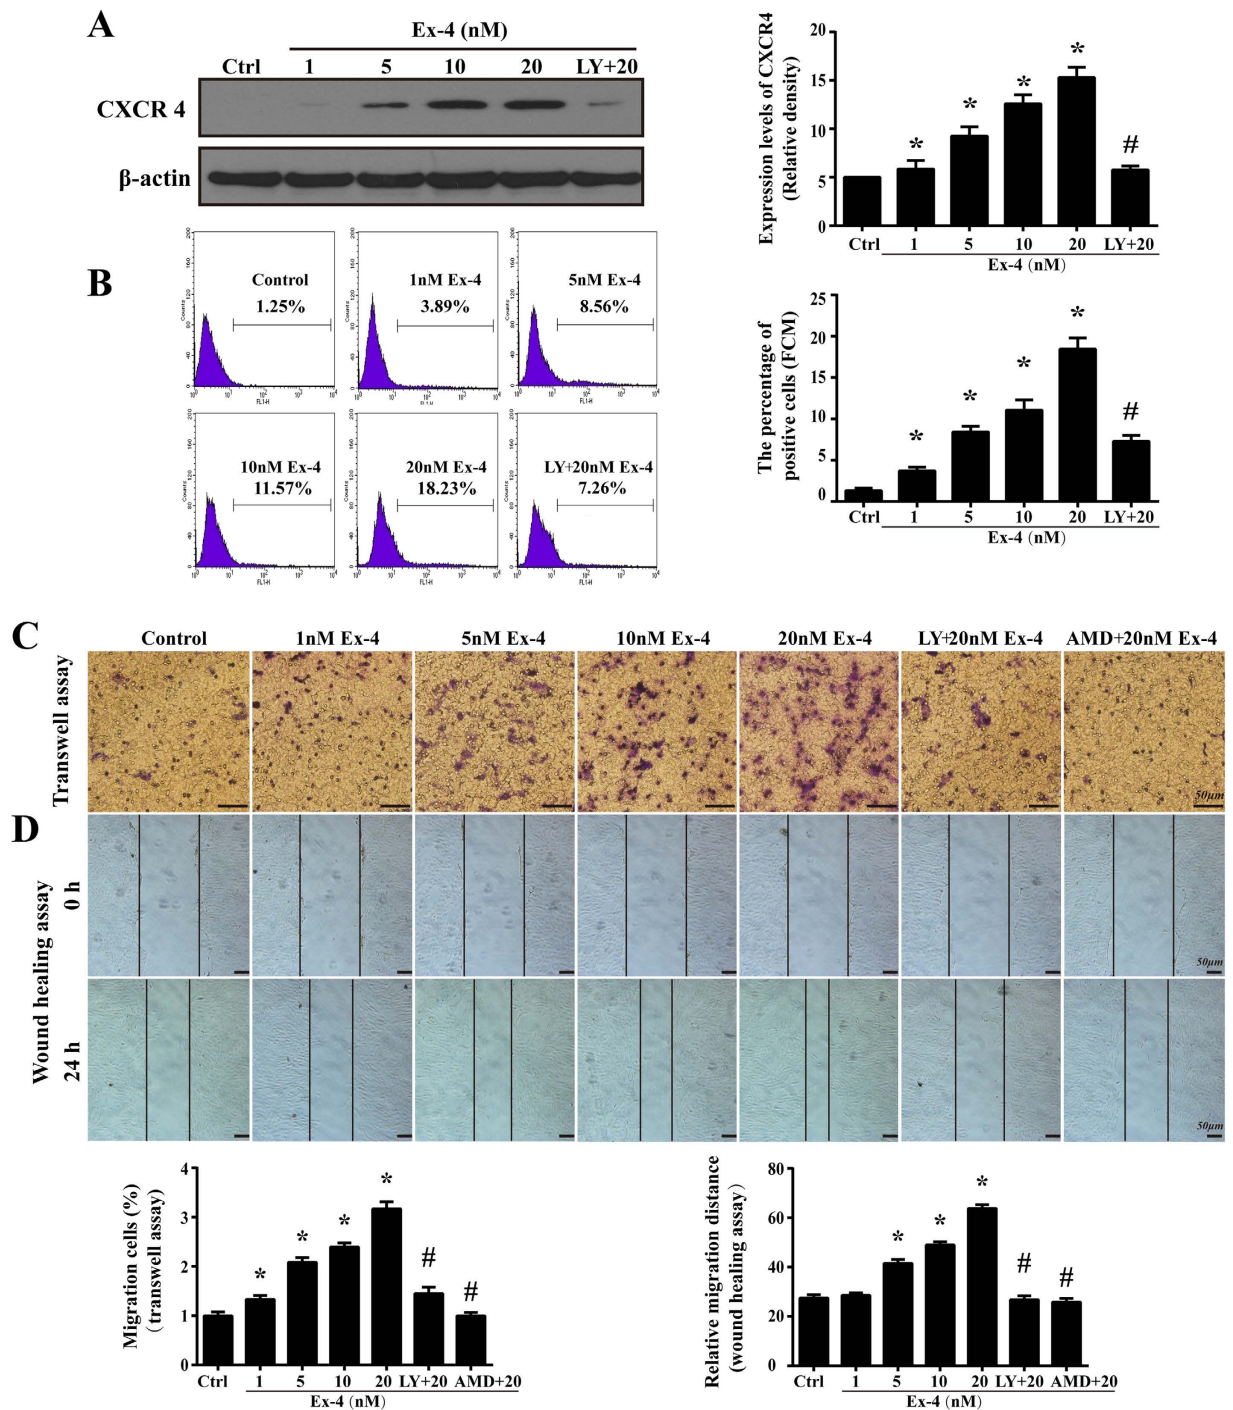 A
Ex-4 (nM)
Ctrl 1 5 10 20 LY+20
CXCR 4
β-actin
Expression levels of CXCR4
(Relative density)
20
15
10
5
0
* * * * #
Ctrl 1 5 10 20 LY+20
Ex-4 (nM)
B
Control
1.25%
1nM Ex-4
3.89%
5nM Ex-4
8.56%
10nM Ex-4
11.57%
20nM Ex-4
18.23%
LY+20nM Ex-4
7.26%
Counts
FL1-H
The percentage of
positive cells (FCM)
25
20
15
10
5
0
* * * * #
Ctrl 1 5 10 20 LY+20
Ex-4 (nM)
C
Control 1nM Ex-4 5nM Ex-4 10nM Ex-4 20nM Ex-4 LY+20nM Ex-4 AMD+20nM Ex-4
Transwell assay
50μm
D
Wound healing assay
0 h
50μm
24 h
50μm
Migration cells (%)
(transwell assay)
4
3
2
1
0
* * * * # #
Ctrl 1 5 10 20 LY+20 AMD+20
Ex-4 (nM)
Relative migration distance
(wound healing assay)
80
60
40
20
0
* * * # #
Ctrl 1 5 10 20 LY+20 AMD+20
Ex-4 (nM)